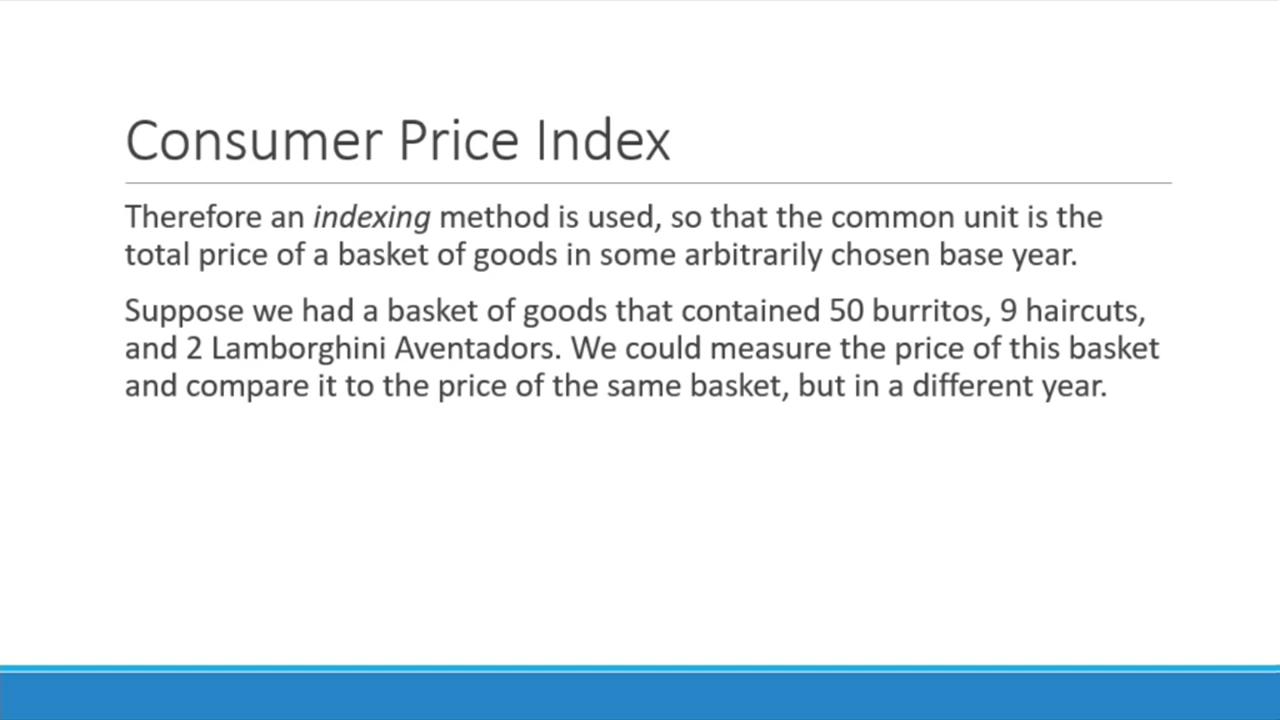 Consumer Price Index
Therefore an indexing method is used, so that the common unit is the
total price of a basket of goods in some arbitrarily chosen base year.
Suppose we had a basket of goods that contained 50 burritos, 9 haircuts,
and 2 Lamborghini Aventadors. We could measure the price of this basket
and compare it to the price of the same basket, but in a different year.